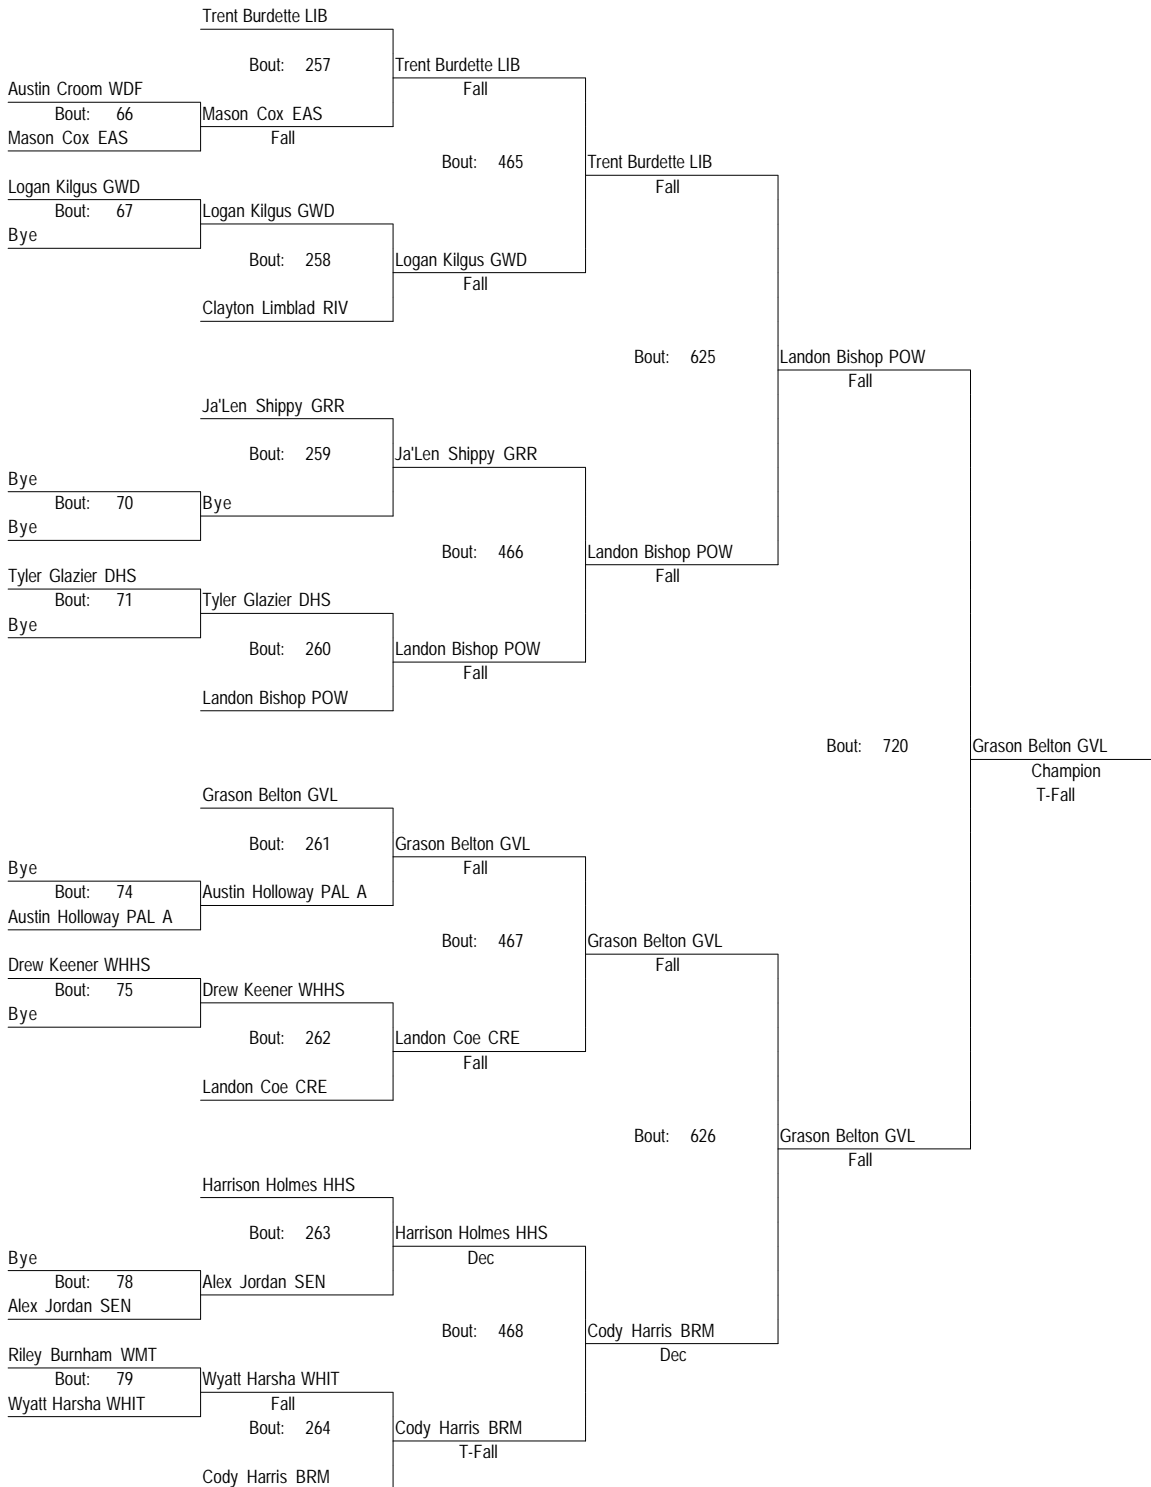 Trent Burdette LIB
Bout: 257
Trent Burdette LIB
Fall
Austin Croom WDF
Bout: 66
Mason Cox EAS
Mason Cox EAS
Fall
Bout: 465
Trent Burdette LIB
Fall
Logan Kilgus GWD
Bout: 67
Bye
Logan Kilgus GWD
Bout: 258
Logan Kilgus GWD
Fall
Clayton Limblad RIV
Bout: 625
Landon Bishop POW
Fall
Ja'Len Shippy GRR
Bout: 259
Ja'Len Shippy GRR
Bye
Bout: 70
Bye
Bye
Bout: 466
Landon Bishop POW
Fall
Tyler Glazier DHS
Bout: 71
Bye
Tyler Glazier DHS
Bout: 260
Landon Bishop POW
Fall
Landon Bishop POW
Bout: 720
Grason Belton GVL
Champion
T-Fall
Grason Belton GVL
Bout: 261
Grason Belton GVL
Fall
Bye
Bout: 74
Austin Holloway PAL A
Austin Holloway PAL A
Bout: 467
Grason Belton GVL
Fall
Drew Keener WHHS
Bout: 75
Bye
Drew Keener WHHS
Bout: 262
Landon Coe CRE
Fall
Landon Coe CRE
Bout: 626
Grason Belton GVL
Fall
Harrison Holmes HHS
Bout: 263
Harrison Holmes HHS
Dec
Bye
Bout: 78
Alex Jordan SEN
Alex Jordan SEN
Bout: 468
Cody Harris BRM
Dec
Riley Burnham WMT
Bout: 79
Wyatt Harsha WHIT
Wyatt Harsha WHIT
Fall
Bout: 264
Cody Harris BRM
T-Fall
Cody Harris BRM